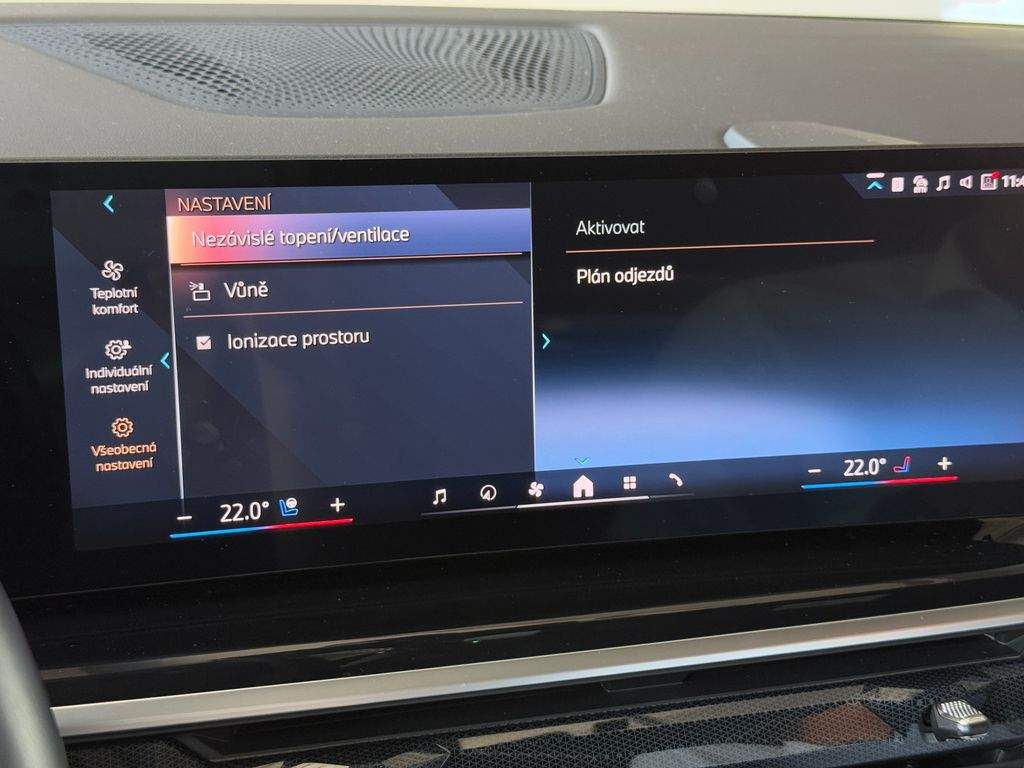 NASTAVENÍ
Nezávislé topení/ventilace
Vůně
Ionizace prostoru
Teplotní
komfort
Individuální
nastavení
Všeobecná
nastavení
Aktivovat
Plán odjezdů
− 22.0° +
− 22.0° +